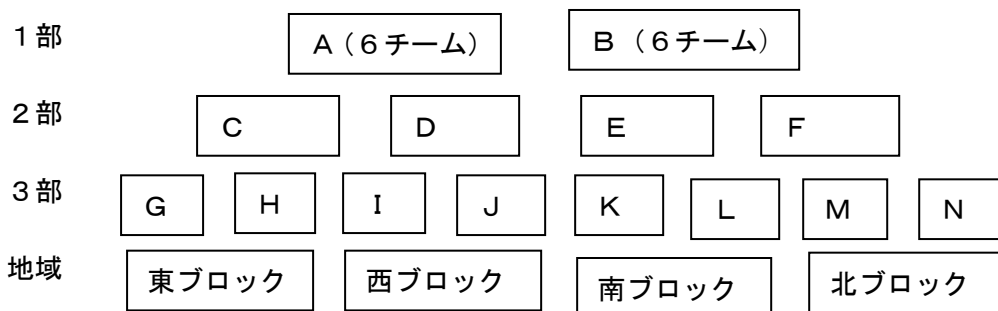 1部 A（6チーム） B（6チーム）
2部 C D E F
3部 G H I J K L M N
地域 東ブロック 西ブロック 南ブロック 北ブロック